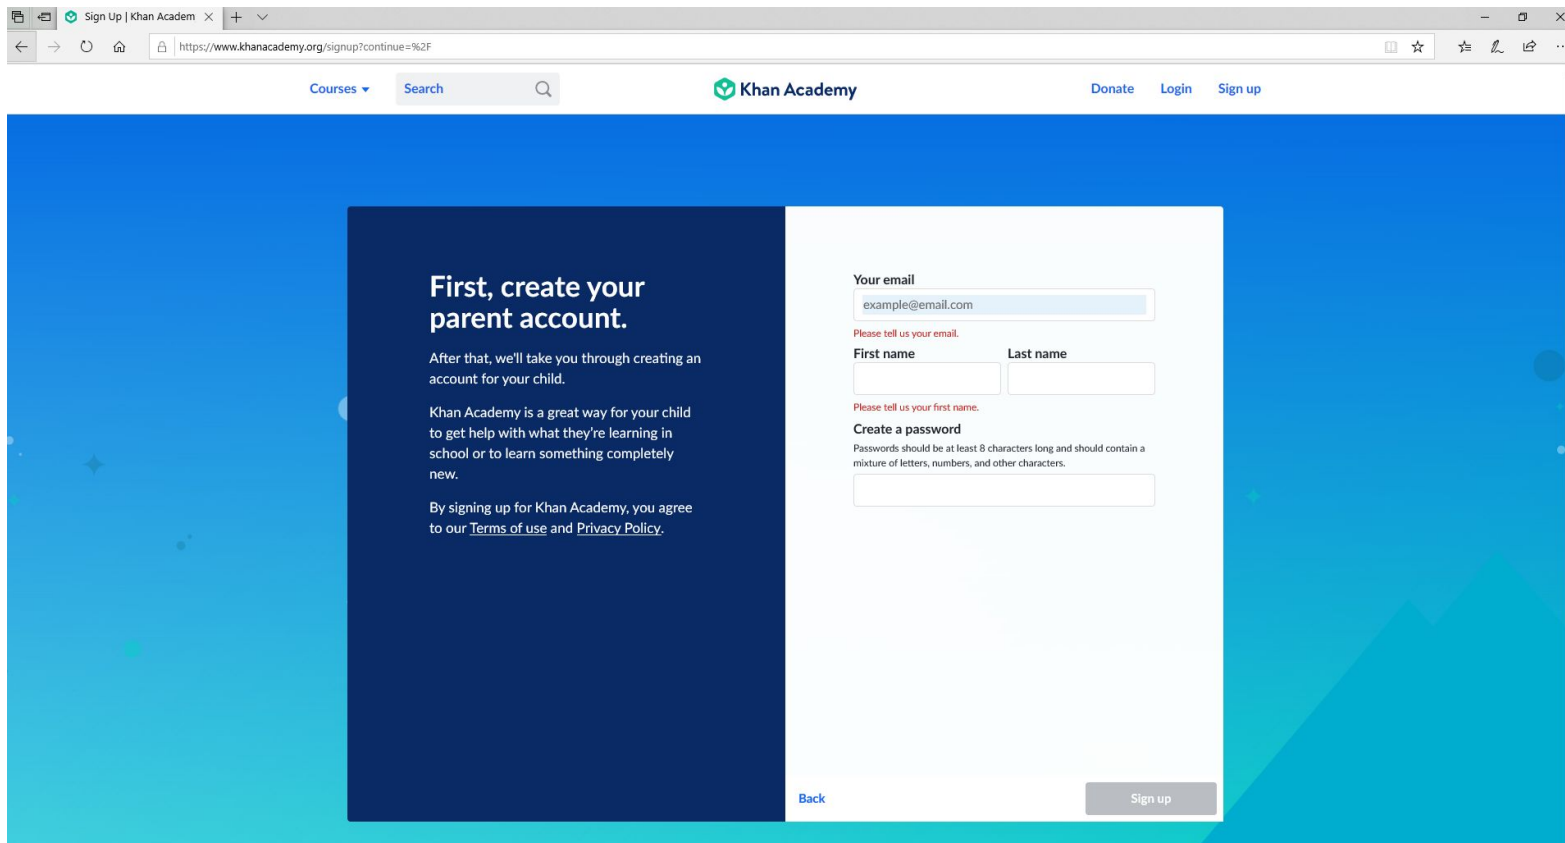 Sign Up | Khan Academ
https://www.khanacademy.org/signup?continue=%2F
Courses
Search
Khan Academy
Donate
Login
Sign up
First, create your
parent account.
After that, we'll take you through creating an
account for your child.
Khan Academy is a great way for your child
to get help with what they're learning in
school or to learn something completely
new.
By signing up for Khan Academy, you agree
to our Terms of use and Privacy Policy.
Your email
example@email.com
Please tell us your email.
First name
Last name
Please tell us your first name.
Create a password
Passwords should be at least 8 characters long and should contain a
mixture of letters, numbers, and other characters.
Back
Sign up